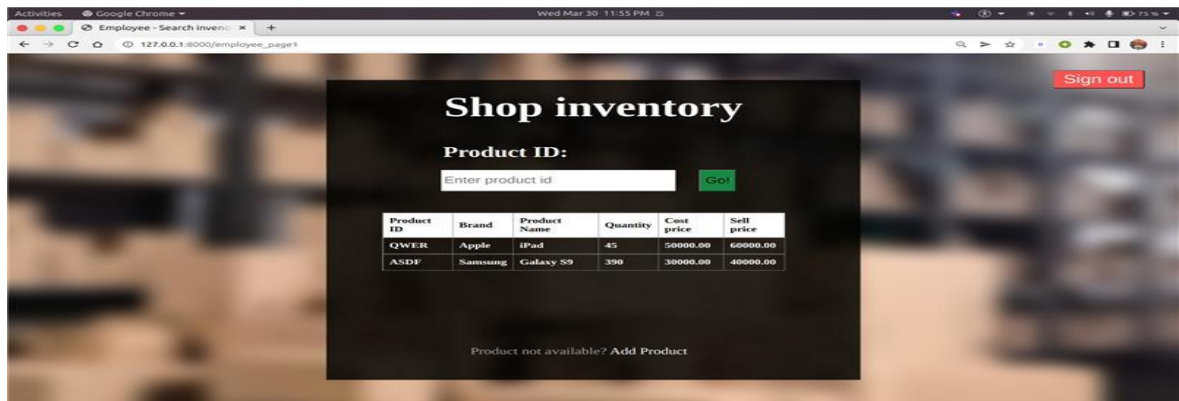 Activities Google Chrome Wed Mar 30 11:55 PM 75 %
Employee - Search invent
127.0.0.1:8000/employee_page1
Sign out
Shop inventory
Product ID:
Enter product id Go!
Product ID Brand Product Name Quantity Cost price Sell price
QWER Apple iPad 45 50000.00 60000.00
ASDF Samsung Galaxy S9 390 30000.00 40000.00
Product not available? Add Product